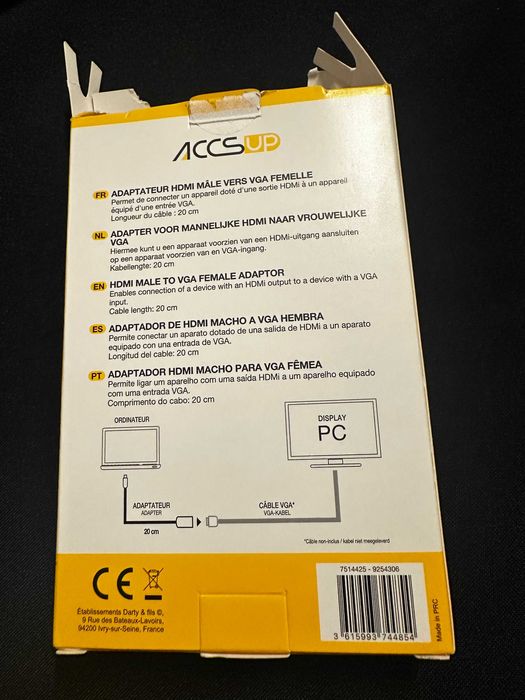 ACCSUP
FR ADAPTATEUR HDMI MÂLE VERS VGA FEMELLE
Permet de connecter un appareil doté d'une sortie HDMi à un appareil
équipé d'une entrée VGA.
Longueur du câble : 20 cm
NL ADAPTER VOOR MANNELIJKE HDMI NAAR VROUWELIJKE
VGA
Hiermee kunt u een apparaat voorzien van een HDMi-uitgang aansluiten
op een apparaat voorzien van en VGA-ingang.
Kabellengte: 20 cm
EN HDMI MALE TO VGA FEMALE ADAPTOR
Enables connection of a device with an HDMi output to a device with a VGA
input.
Cable length: 20 cm
ES ADAPTADOR DE HDMI MACHO A VGA HEMBRA
Permite conectar un aparato dotado de una salida de HDMi a un aparato
equipado con una entrada de VGA.
Longitud del cable: 20 cm
PT ADAPTADOR HDMI MACHO PARA VGA FÊMEA
Permite ligar um aparelho com uma saída HDMi a um aparelho equipado
com uma entrada VGA.
Comprimento do cabo: 20 cm
ORDINATEUR
DISPLAY
PC
ADAPTATEUR
ADAPTER
20 cm
CÂBLE VGA*
VGA-KABEL
*Câble non-inclus / kabel niet meegeleverd
CE
Établissements Darty & fils ©,
9 Rue des Bateaux-Lavoirs,
94200 Ivry-sur-Seine, France
7514425 - 9254306
3 615993 744854
Made in PRC